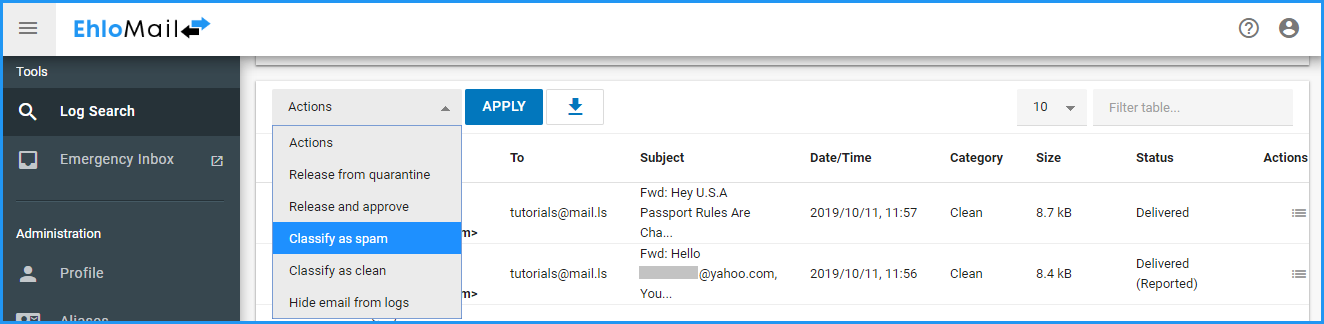 EhloMail
Tools
Log Search
Emergency Inbox
Administration
Profile
Aliases
Actions
APPLY
10
Filter table...
Actions
Release from quarantine
Release and approve
Classify as spam
Classify as clean
Hide email from logs
To
Subject
Date/Time
Category
Size
Status
Actions
m>
tutorials@mail.ls
Fwd: Hey U.S.A
Passport Rules Are
Cha...
2019/10/11, 11:57
Clean
8.7 kB
Delivered
m>
tutorials@mail.ls
Fwd: Hello
@yahoo.com,
You...
2019/10/11, 11:56
Clean
8.4 kB
Delivered
(Reported)